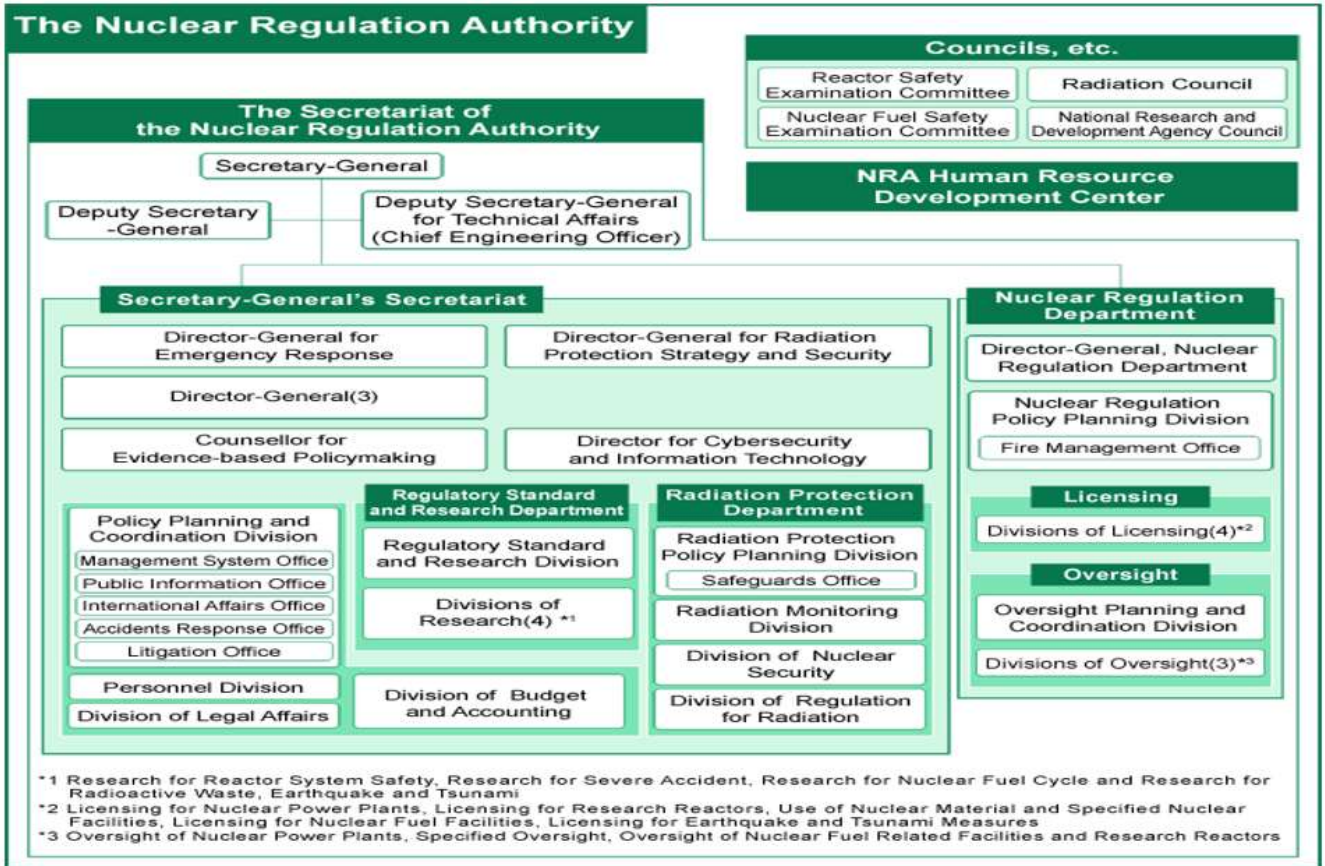 The Nuclear Regulation Authority
Councils, etc.
Reactor Safety
Examination Committee
Radiation Council
Nuclear Fuel Safety
Examination Committee
National Research and
Development Agency Council
NRA Human Resource
Development Center
The Secretariat of
the Nuclear Regulation Authority
Secretary-General
Deputy Secretary
-General
Deputy Secretary-General
for Technical Affairs
(Chief Engineering Officer)
Secretary-General's Secretariat
Director-General for
Emergency Response
Director-General for Radiation
Protection Strategy and Security
Director-General(3)
Counsellor for
Evidence-based Policymaking
Director for Cybersecurity
and Information Technology
Policy Planning and
Coordination Division
Management System Office
Public Information Office
International Affairs Office
Accidents Response Office
Litigation Office
Personnel Division
Division of Legal Affairs
Regulatory Standard
and Research Department
Regulatory Standard
and Research Division
Divisions of
Research(4) *1
Division of Budget
and Accounting
Radiation Protection
Department
Radiation Protection
Policy Planning Division
Safeguards Office
Radiation Monitoring
Division
Division of Nuclear
Security
Division of Regulation
for Radiation
Nuclear Regulation
Department
Director-General, Nuclear
Regulation Department
Nuclear Regulation
Policy Planning Division
Fire Management Office
Licensing
Divisions of Licensing(4)*2
Oversight
Oversight Planning and
Coordination Division
Divisions of Oversight(3)*3
*1 Research for Reactor System Safety, Research for Severe Accident, Research for Nuclear Fuel Cycle and Research for
Radioactive Waste, Earthquake and Tsunami
*2 Licensing for Nuclear Power Plants, Licensing for Research Reactors, Use of Nuclear Material and Specified Nuclear
Facilities, Licensing for Nuclear Fuel Facilities, Licensing for Earthquake and Tsunami Measures
*3 Oversight of Nuclear Power Plants, Specified Oversight, Oversight of Nuclear Fuel Related Facilities and Research Reactors